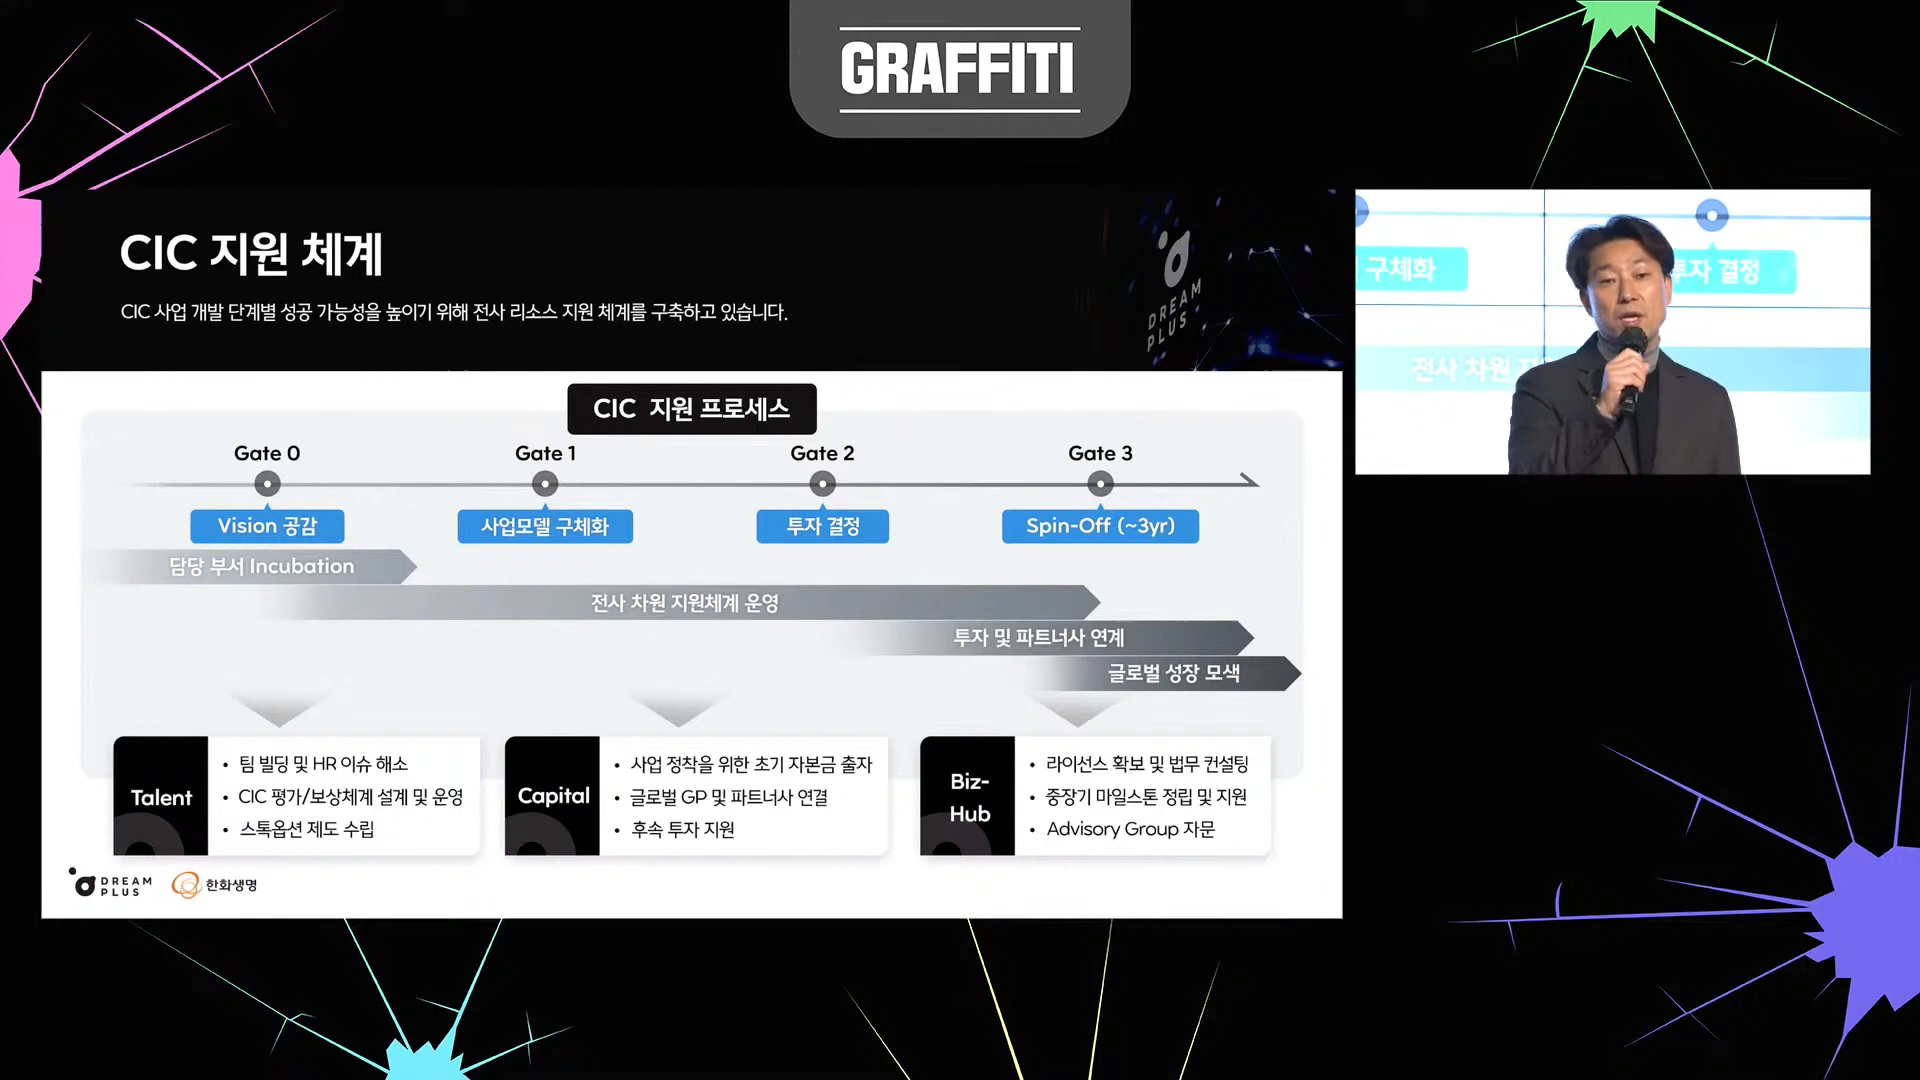 GRAFFITI
CIC 지원 체계
CIC 사업 개발 단계별 성공 가능성을 높이기 위해 전사 리소스 지원 체계를 구축하고 있습니다.
DREAM
PLUS
구체화
투자 결정
전사 차원 지
CIC 지원 프로세스
Gate 0
Gate 1
Gate 2
Gate 3
Vision 공감
사업모델 구체화
투자 결정
Spin-Off (~3yr)
담당 부서 Incubation
전사 차원 지원체계 운영
투자 및 파트너사 연계
글로벌 성장 모색
Talent
• 팀 빌딩 및 HR 이슈 해소
• CIC 평가/보상체계 설계 및 운영
• 스톡옵션 제도 수립
Capital
• 사업 정착을 위한 초기 자본금 출자
• 글로벌 GP 및 파트너사 연결
• 후속 투자 지원
Biz-
Hub
• 라이선스 확보 및 법무 컨설팅
• 중장기 마일스톤 정립 및 지원
• Advisory Group 자문
DREAM
PLUS
한화생명